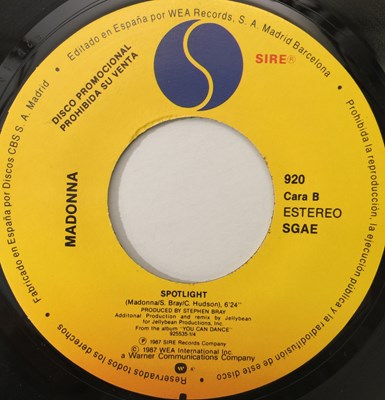 Editado en España por WEA Records, S. A. Madrid Barcelona
SIRE®
DISCO PROMOCIONAL
PROHIBIDA SU VENTA
MADONNA
920
Cara B
ESTEREO
SGAE
SPOTLIGHT
(Madonna/S. Bray/C. Hudson), 6'24"
PRODUCED BY STEPHEN BRAY
Additional Production and remix by Jellybean
for Jellybean Productions, Inc.
From the album "YOU CAN DANCE"
925535-1/4
℗ 1987 SIRE Records Company
© 1987 WEA International Inc.
a Warner Communications Company
Fabricado en España por Discos CBS S. A. Madrid
Reservados todos los derechos
Prohibida la reproducción, la ejecución pública y la radiodifusión de este disco